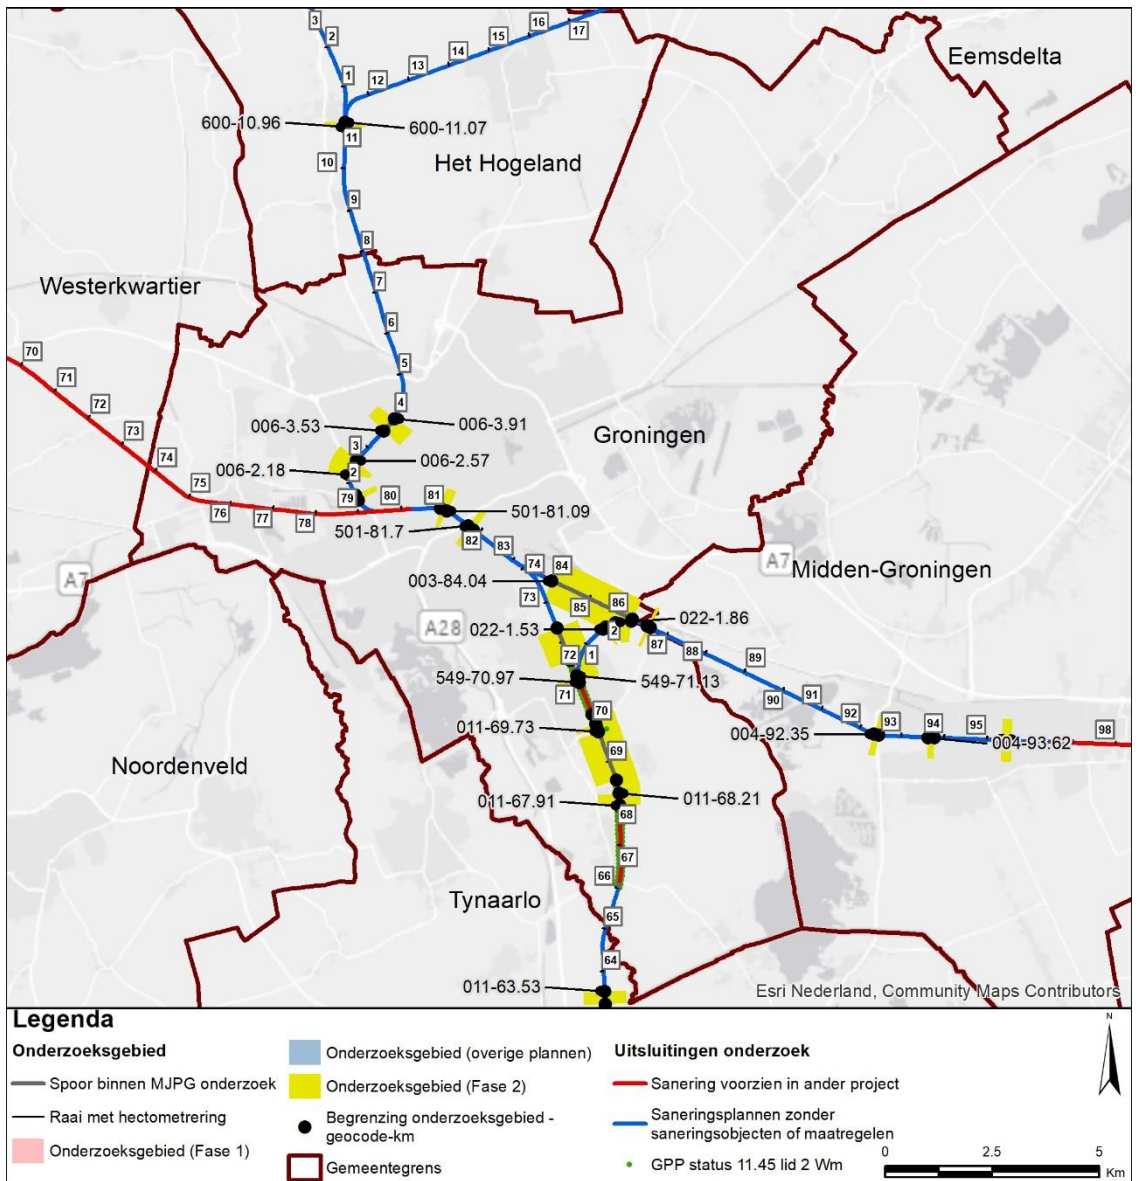 3
2
1
12
13
14
15
16
17
Eemsdelta
600-10.96
600-11.07
11
Het Hogeland
10
9
8
Westerkwartier
7
6
5
4
70
71
72
73
74
75
76
77
78
79
80
81
006-3.53
006-3.91
Groningen
3
006-2.57
006-2.18
2
501-81.09
501-81.7
82
83
74
84
003-84.04
A7
A7
Midden-Groningen
73
85
86
A28
022-1.53
2
022-1.86
87
88
89
72
1
549-70.97
549-71.13
71
90
91
92
93
94
95
98
70
011-69.73
004-92.35
004-93.62
69
Noordenveld
011-67.91
011-68.21
68
67
66
Tynaarlo
65
64
011-63.53
Esri Nederland, Community Maps Contributors
Legenda
Onderzoeksgebied
Spoor binnen MJPG onderzoek
Raai met hectometrering
Onderzoeksgebied (Fase 1)
Onderzoeksgebied (overige plannen)
Onderzoeksgebied (Fase 2)
Begrenzing onderzoeksgebied -
geocode-km
Gemeentegrens
Uitsluitingen onderzoek
Sanering voorzien in ander project
Saneringsplannen zonder
saneringsobjecten of maatregelen
GPP status 11.45 lid 2 Wm
N
0
2.5
5
Km